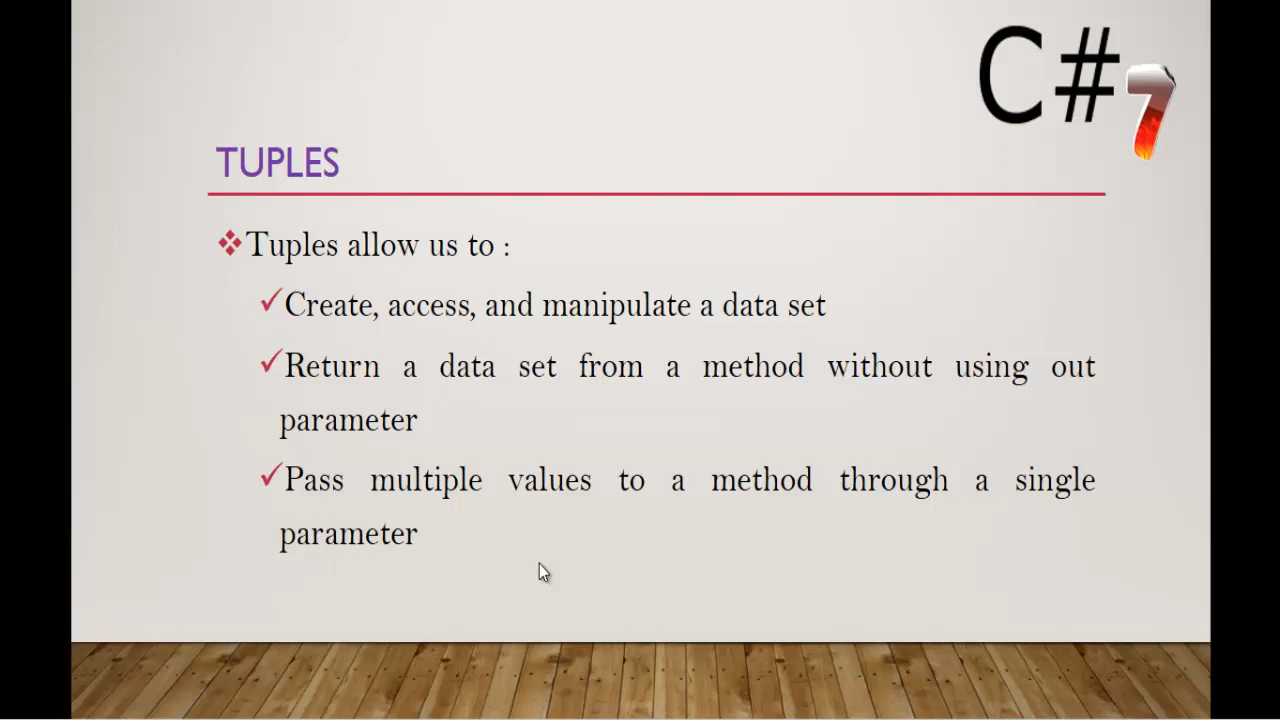 C#7
TUPLES
Tuples allow us to :
Create, access, and manipulate a data set
Return a data set from a method without using out
parameter
Pass multiple values to a method through a single
parameter